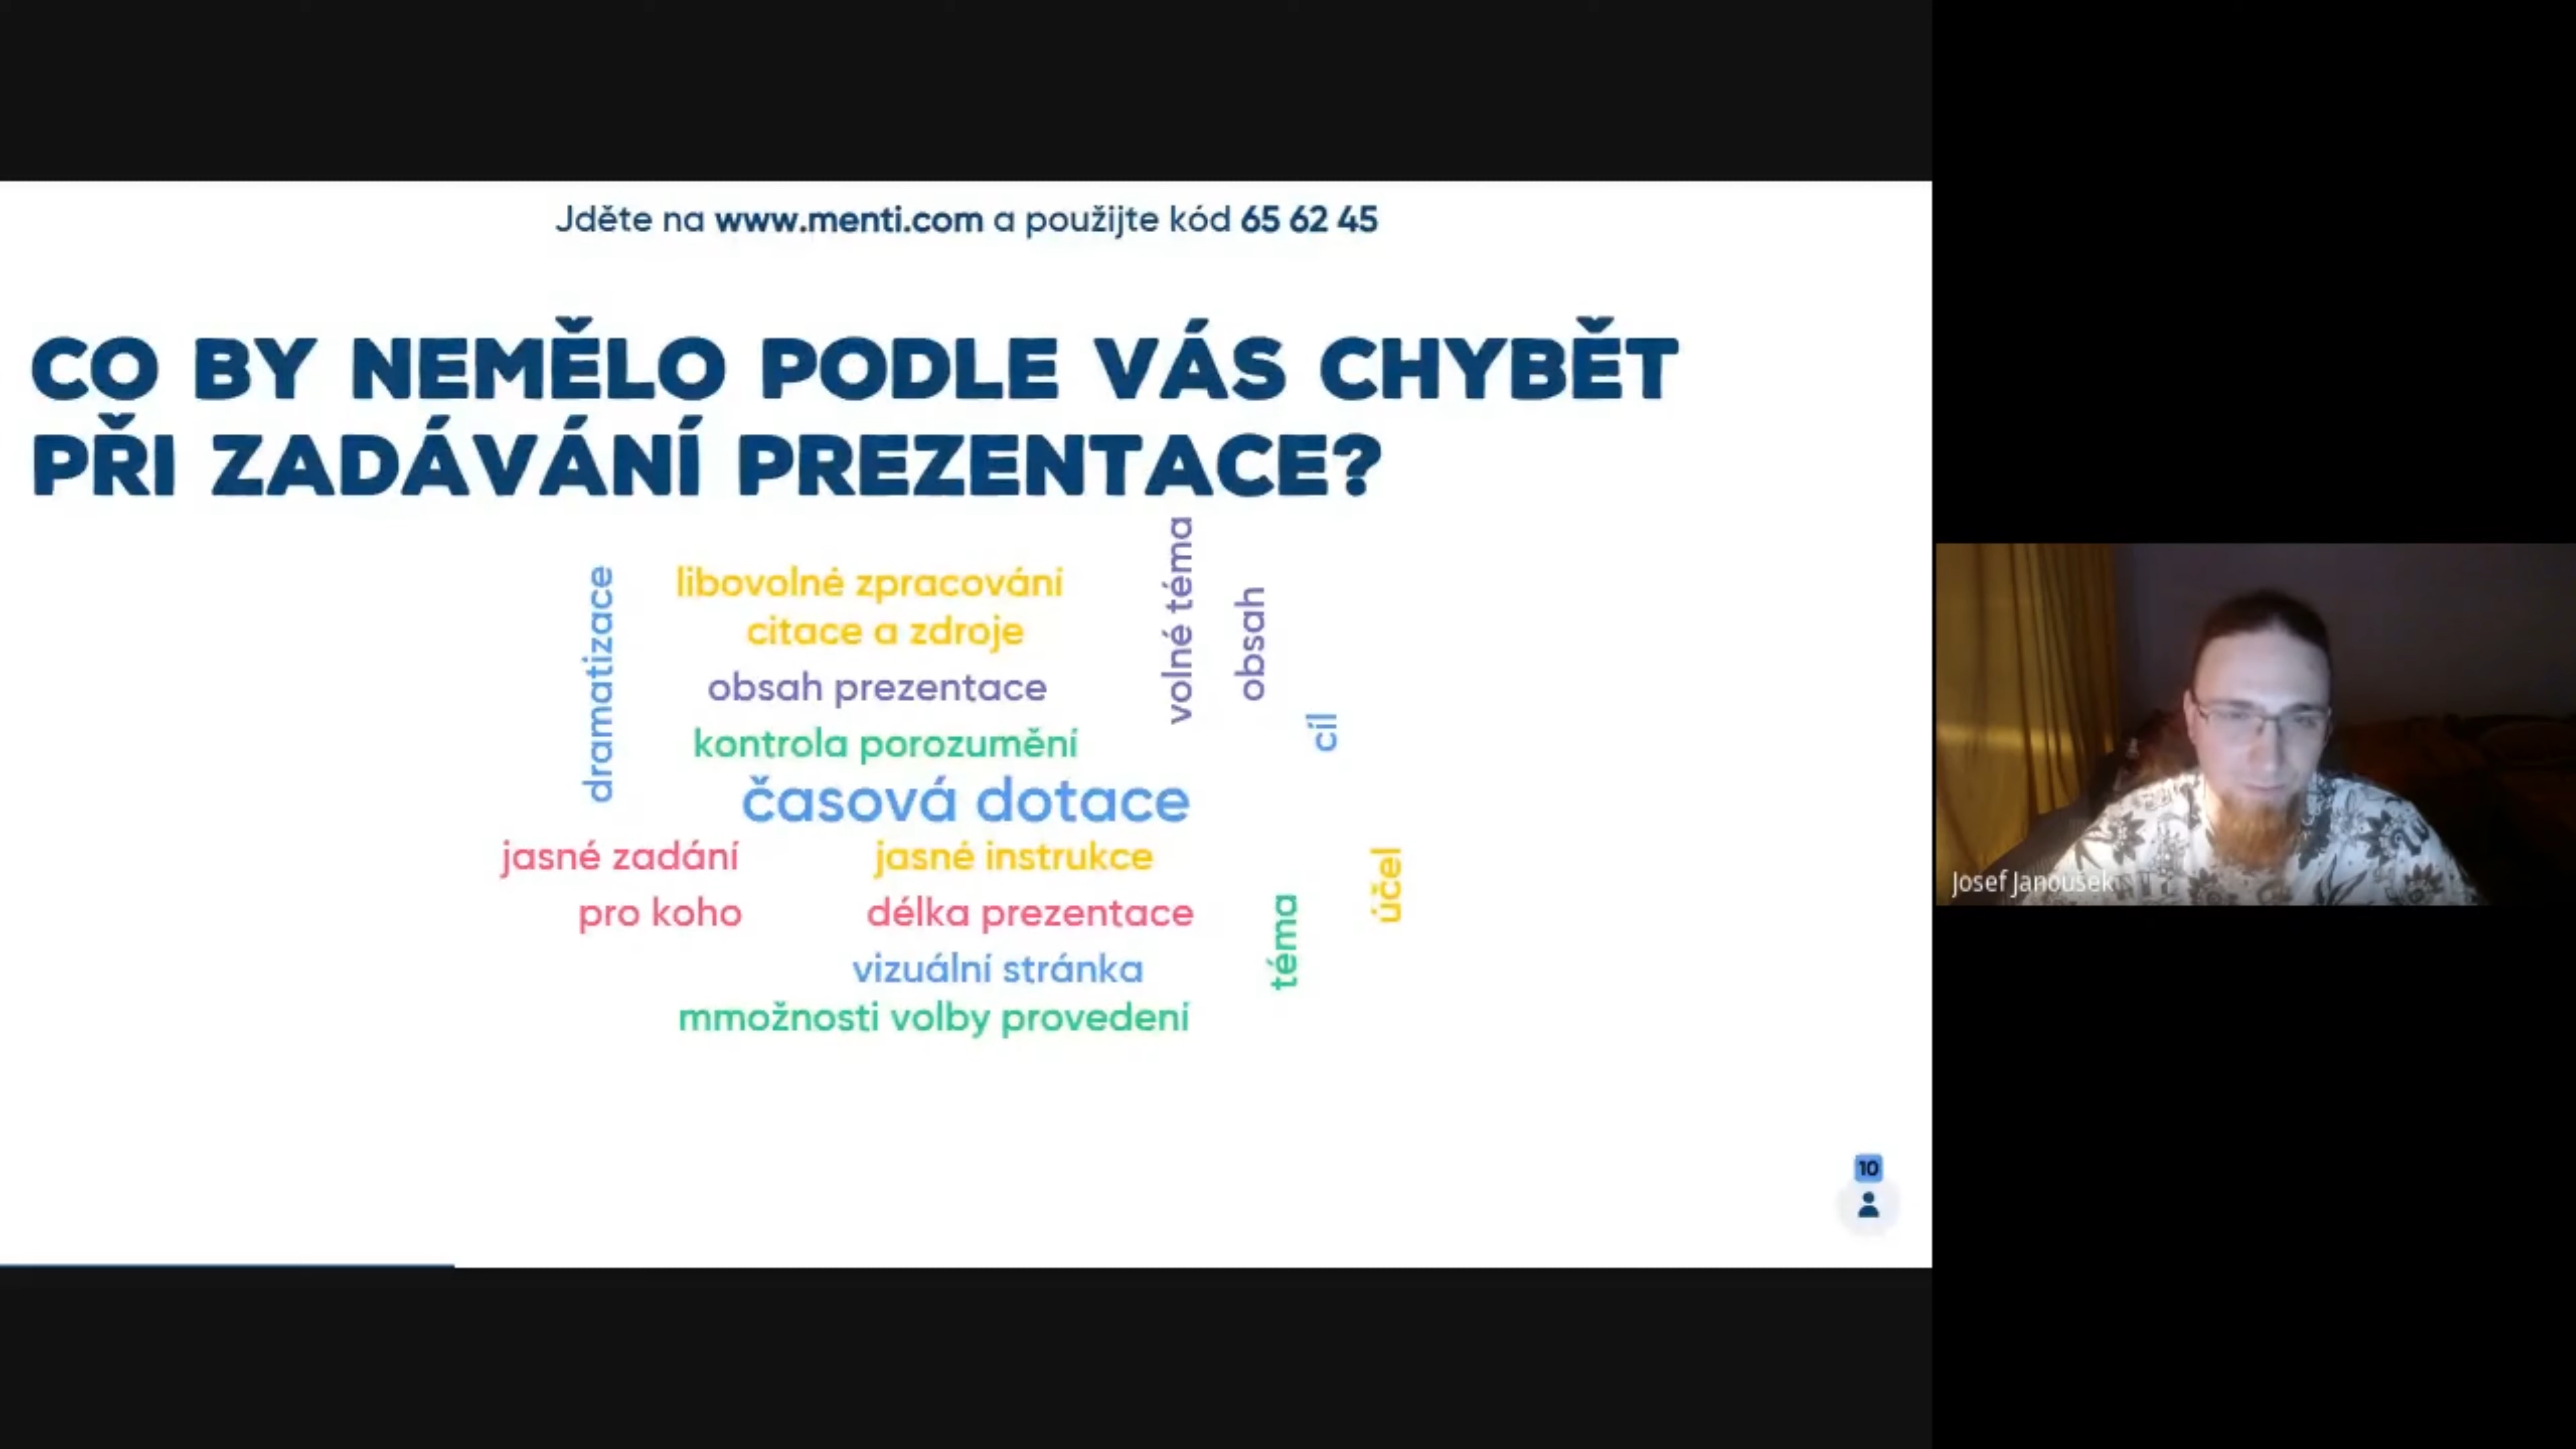 Jděte na www.menti.com a použijte kód 65 62 45
CO BY NEMĚLO PODLE VÁS CHYBĚT
PŘI ZADÁVÁNÍ PREZENTACE?
dramatizace
libovolné zpracování
citace a zdroje
obsah prezentace
kontrola porozumění
časová dotace
volné téma
obsah
cíl
jasné zadání
jasné instrukce
pro koho
délka prezentace
účel
téma
vizuální stránka
mmožnosti volby provedení
10
Josef Janoušek